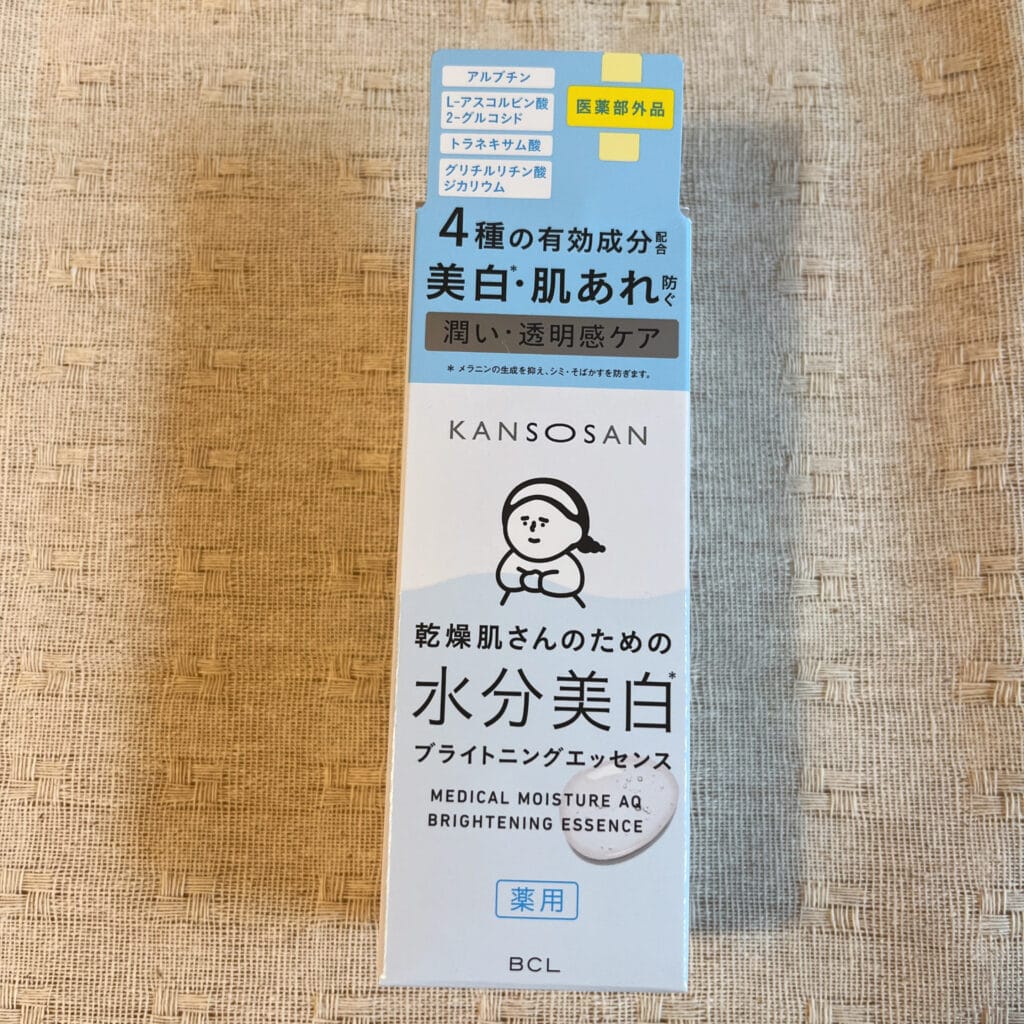 アルブチン
L-アスコルビン酸
2-グルコシド
トラネキサム酸
グリチルリチン酸
ジカリウム
医薬部外品
4種の有効成分配合
美白*・肌あれ防ぐ
潤い・透明感ケア
* メラニンの生成を抑え、シミ・そばかすを防ぎます。
KANSOSAN
乾燥肌さんのための
水分美白*
ブライトニングエッセンス
MEDICAL MOISTURE AQ
BRIGHTENING ESSENCE
薬用
BCL